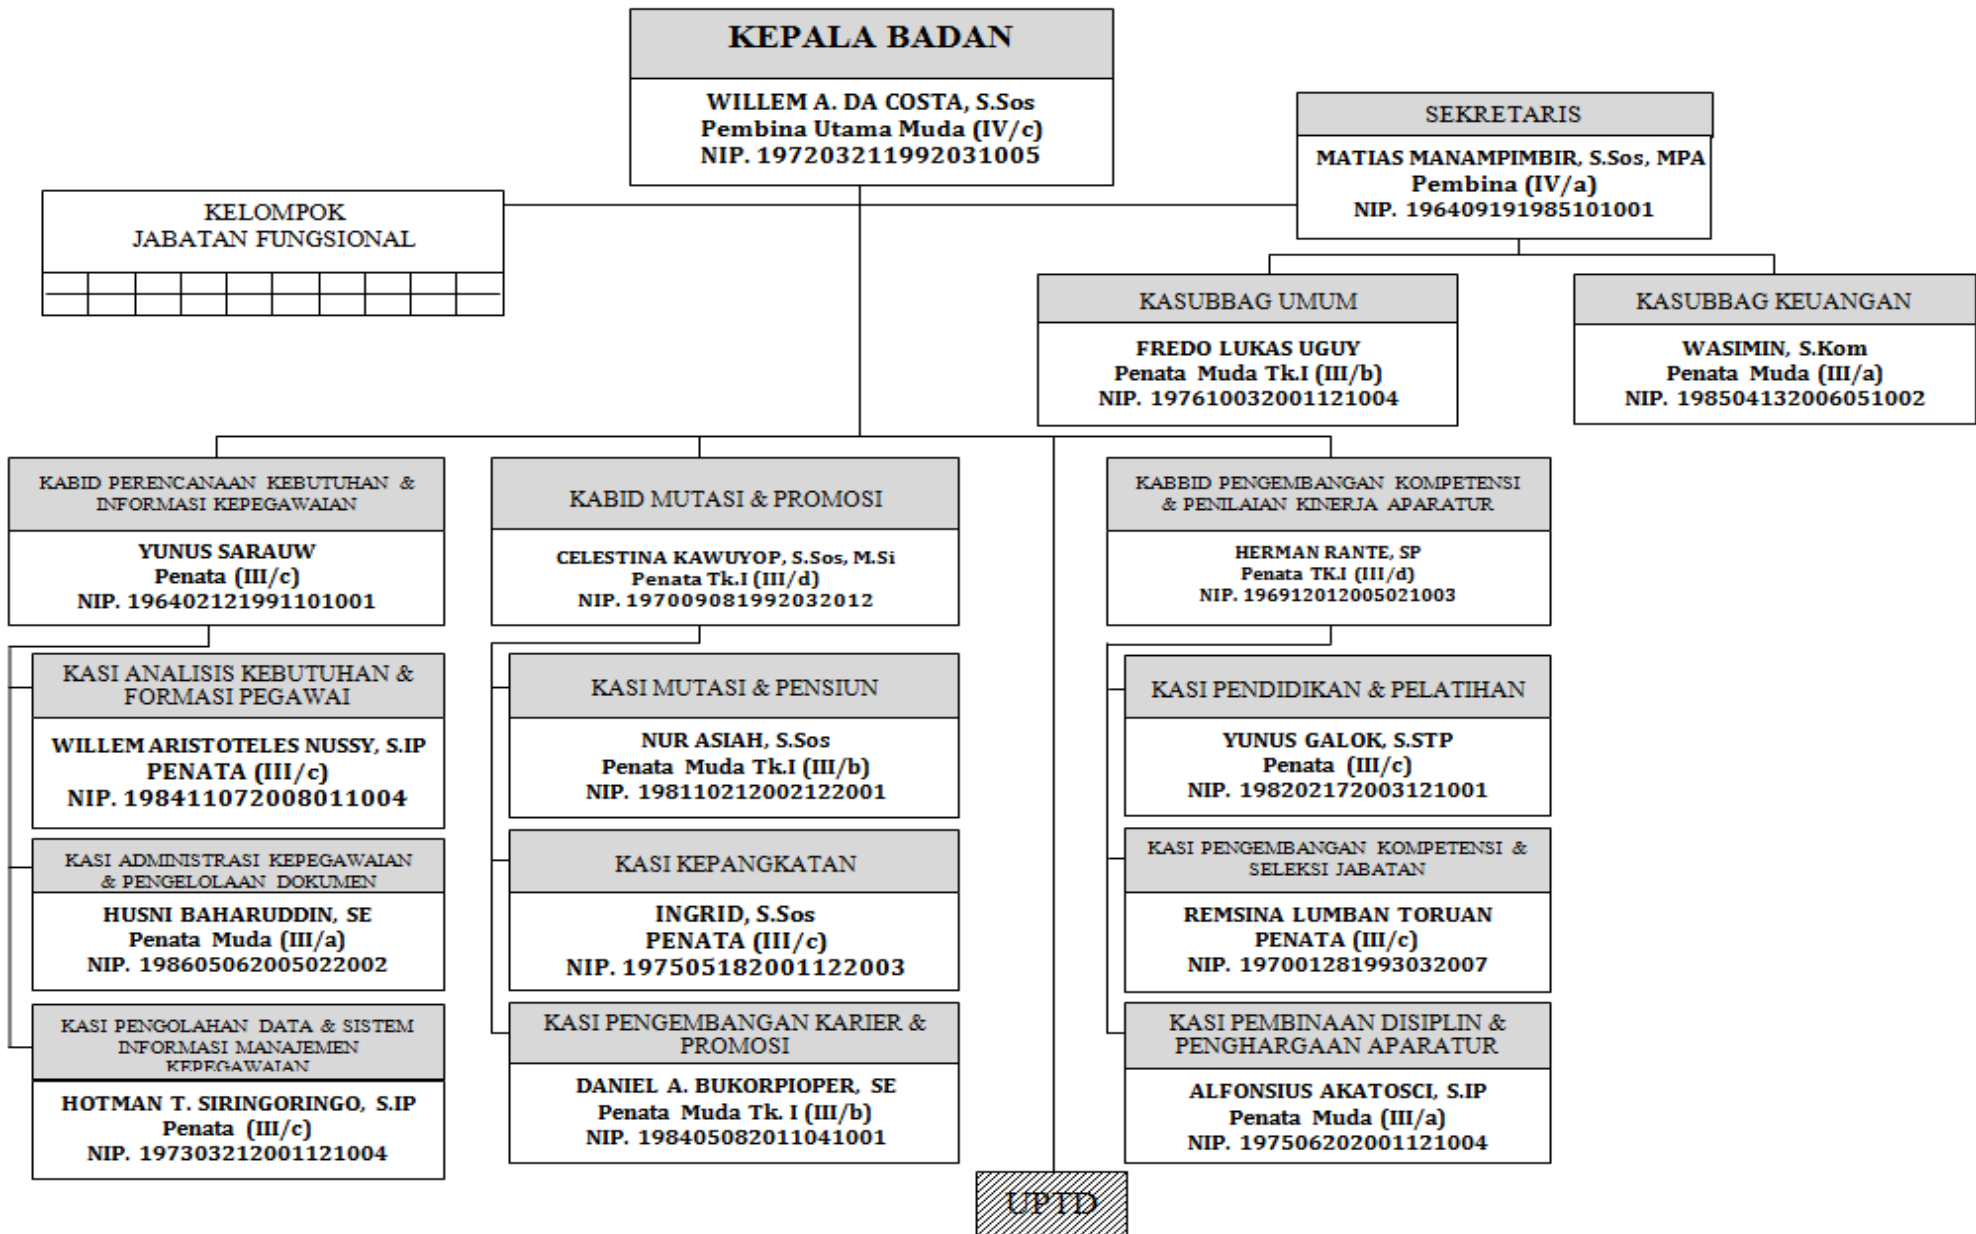 KEPALA BADAN
WILLEM A. DA COSTA, S.Sos
Pembina Utama Muda (IV/c)
NIP. 197203211992031005
SEKRETARIS
MATIAS MANAMPIMBIR, S.Sos, MPA
Pembina (IV/a)
NIP. 196409191985101001
KELOMPOK
JABATAN FUNGSIONAL
KASUBBAG UMUM
FREDO LUKAS UGUY
Penata Muda Tk.I (III/b)
NIP. 197610032001121004
KASUBBAG KEUANGAN
WASIMIN, S.Kom
Penata Muda (III/a)
NIP. 198504132006051002
KABID PERENCANAAN KEBUTUHAN &
INFORMASI KEPEGAWAIAN
YUNUS SARAUW
Penata (III/c)
NIP. 196402121991101001
KASI ANALISIS KEBUTUHAN &
FORMASI PEGAWAI
WILLEM ARISTOTELES NUSSY, S.IP
PENATA (III/c)
NIP. 198411072008011004
KASI ADMINISTRASI KEPEGAWAIAN
& PENGELOLAAN DOKUMEN
HUSNI BAHARUDDIN, SE
Penata Muda (III/a)
NIP. 198605062005022002
KASI PENGOLAHAN DATA & SISTEM
INFORMASI MANAJEMEN
KEPEGAWAIAN
HOTMAN T. SIRINGORINGO, S.IP
Penata (III/c)
NIP. 197303212001121004
KABID MUTASI & PROMOSI
CELESTINA KAWUYOP, S.Sos, M.Si
Penata Tk.I (III/d)
NIP. 197009081992032012
KASI MUTASI & PENSIUN
NUR ASIAH, S.Sos
Penata Muda Tk.I (III/b)
NIP. 198110212002122001
KASI KEPANGKATAN
INGRID, S.Sos
PENATA (III/c)
NIP. 197505182001122003
KASI PENGEMBANGAN KARIER &
PROMOSI
DANIEL A. BUKORPIOPER, SE
Penata Muda Tk. I (III/b)
NIP. 198405082011041001
KABBID PENGEMBANGAN KOMPETENSI
& PENILAIAN KINERJA APARATUR
HERMAN RANTE, SP
Penata TK.I (III/d)
NIP. 196912012005021003
KASI PENDIDIKAN & PELATIHAN
YUNUS GALOK, S.STP
Penata (III/c)
NIP. 198202172003121001
KASI PENGEMBANGAN KOMPETENSI &
SELEKSI JABATAN
REMSINA LUMBAN TORUAN
PENATA (III/c)
NIP. 197001281993032007
KASI PEMBINAAN DISIPLIN &
PENGHARGAAN APARATUR
ALFONSIUS AKATOSCI, S.IP
Penata Muda (III/a)
NIP. 197506202001121004
UPTD